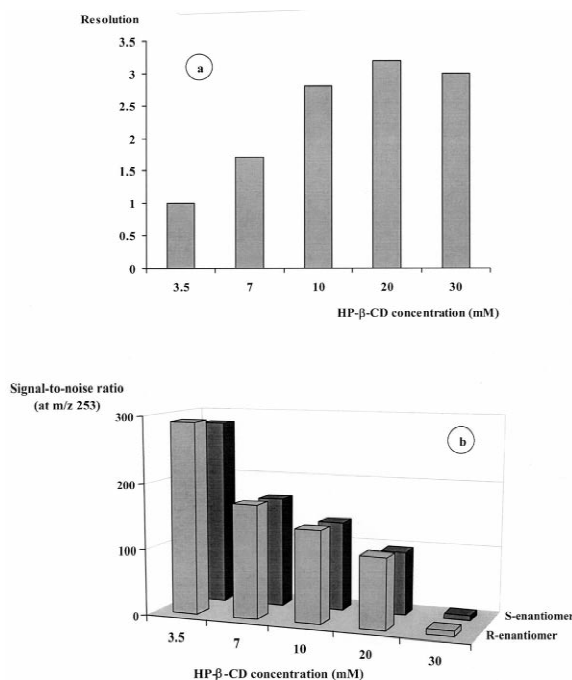 Resolution
3.5
3
2.5
2
1.5
1
0.5
0
a
3.5 7 10 20 30
HP-β-CD concentration (mM)
Signal-to-noise ratio
(at m/z 253)
300
200
100
0
b
S-enantiomer
R-enantiomer
3.5 7 10 20 30
HP-β-CD concentration (mM)